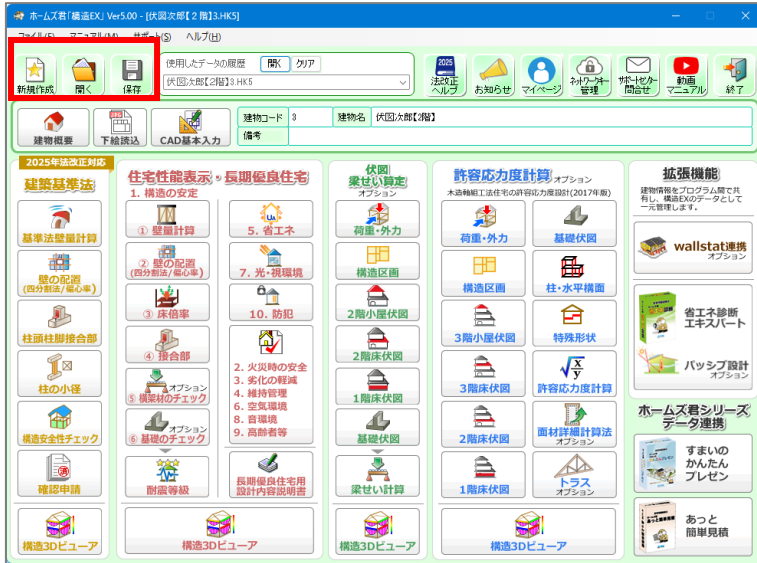 ホームズ君「構造EX」 Ver5.00 - [伏図次郎【2 階】3.HK5]
ファイル(F) マニュアル(M) サポート(S) ヘルプ(H)
新規作成 開く 保存
使用したデータの履歴 開く クリア
伏図次郎【2階】3.HK5
2025 法改正ヘルプ
お知らせ
マイページ
ネットワークキー管理
サポートセンター問合せ
動画マニュアル
終了
建物概要 下絵読込 CAD基本入力
建物コード 3 建物名 伏図次郎【2階】
備考
2025年法改正対応
建築基準法
基準法壁量計算
壁の配置
(四分割法/偏心率)
柱頭柱脚接合部
柱の小径
構造安全性チェック
確認申請
構造3Dビューア
住宅性能表示・長期優良住宅
1. 構造の安定
① 壁量計算
② 壁の配置
(四分割法/偏心率)
③ 床倍率
④ 接合部
オプション
⑤ 横架材のチェック
オプション
⑥ 基礎のチェック
耐震等級
5. 省エネ
7. 光・視環境
10. 防犯
2. 火災時の安全
3. 劣化の軽減
4. 維持管理
6. 空気環境
8. 音環境
9. 高齢者等
長期優良住宅用
設計内容説明書
構造3Dビューア
伏図
梁せい算定
オプション
荷重・外力
構造区画
2階小屋伏図
2階床伏図
1階床伏図
基礎伏図
梁せい計算
構造3Dビューア
許容応力度計算 オプション
木造軸組工法住宅の許容応力度設計(2017年版)
荷重・外力
構造区画
3階小屋伏図
3階床伏図
2階床伏図
1階床伏図
基礎伏図
柱・水平構面
特殊形状
許容応力度計算
面材詳細計算法
オプション
トラス
オプション
構造3Dビューア
拡張機能
建物情報をプログラム間で共
有し、構造EXのデータとして
一元管理します。
wallstat連携
オプション
省エネ診断
エキスパート
パッシブ設計
オプション
ホームズ君シリーズ
データ連携
すまいの
かんたん
プレゼン
あっと
簡単見積